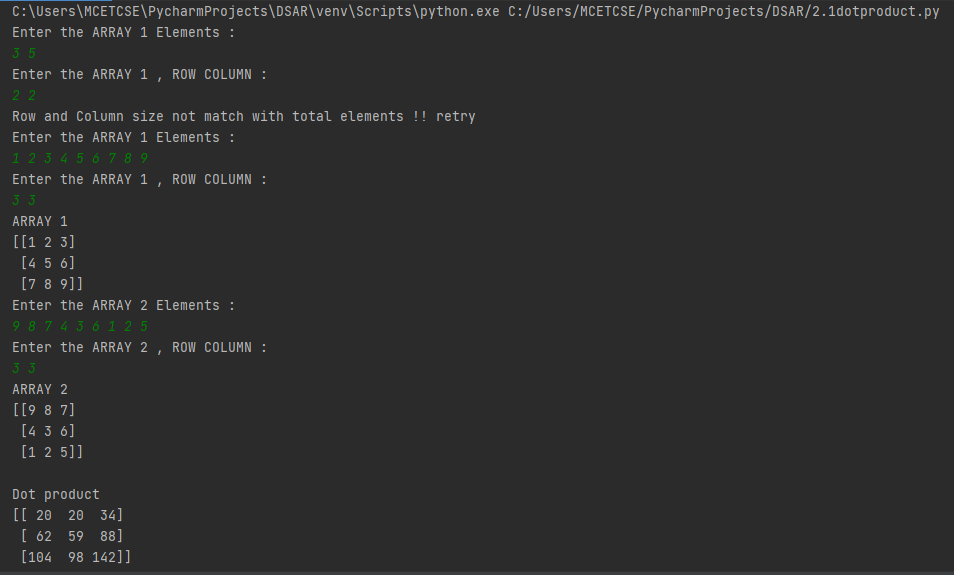 C:\Users\MCETCSE\PycharmProjects\DSAR\venv\Scripts\python.exe C:/Users/MCETCSE/PycharmProjects/DSAR/2.1dotproduct.py
Enter the ARRAY 1 Elements :
3 5
Enter the ARRAY 1 , ROW COLUMN :
2 2
Row and Column size not match with total elements !! retry
Enter the ARRAY 1 Elements :
1 2 3 4 5 6 7 8 9
Enter the ARRAY 1 , ROW COLUMN :
3 3
ARRAY 1
[[1 2 3]
 [4 5 6]
 [7 8 9]]
Enter the ARRAY 2 Elements :
9 8 7 4 3 6 1 2 5
Enter the ARRAY 2 , ROW COLUMN :
3 3
ARRAY 2
[[9 8 7]
 [4 3 6]
 [1 2 5]]

Dot product
[[ 20  20  34]
 [ 62  59  88]
 [104  98 142]]